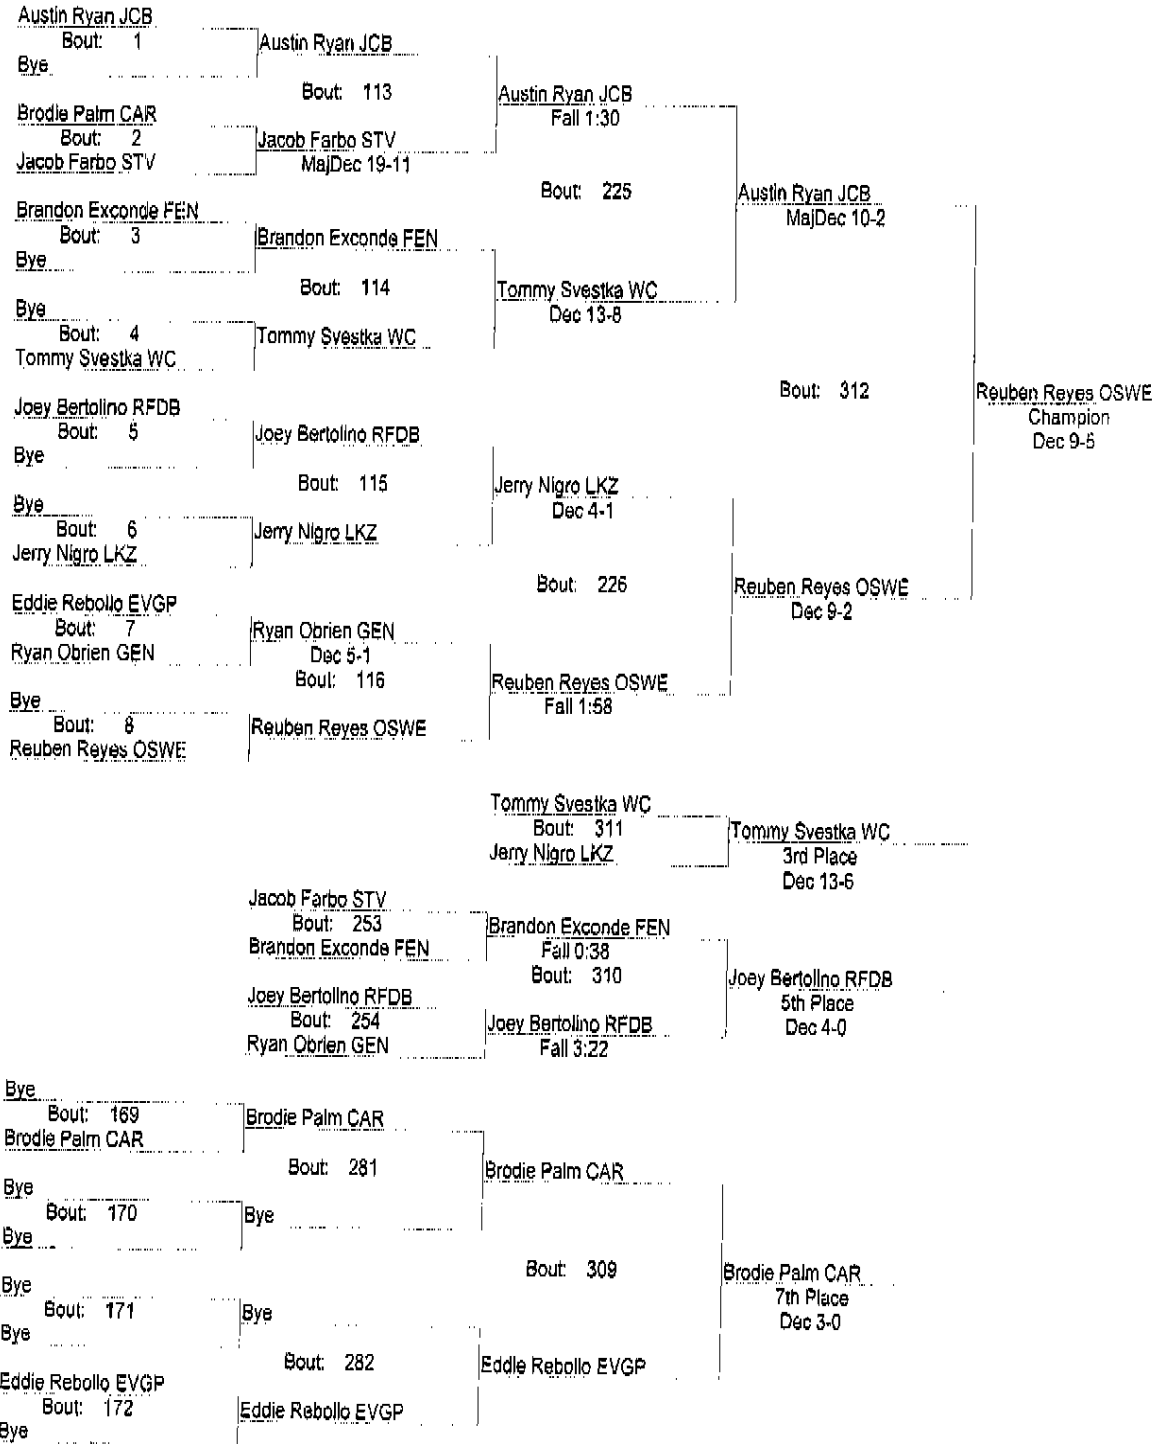 Austin Ryan JCB
Bout: 1
Bye
Austin Ryan JCB
Bout: 113
Brodie Palm CAR
Bout: 2
Jacob Farbo STV
Jacob Farbo STV
MajDec 19-11
Austin Ryan JCB
Fall 1:30
Bout: 225
Brandon Exconde FEN
Bout: 3
Bye
Brandon Exconde FEN
Bout: 114
Bye
Bout: 4
Tommy Svestka WC
Tommy Svestka WC
Tommy Svestka WC
Dec 13-8
Austin Ryan JCB
MajDec 10-2
Bout: 312
Joey Bertolino RFDB
Bout: 5
Bye
Joey Bertolino RFDB
Bout: 115
Bye
Bout: 6
Jerry Nigro LKZ
Jerry Nigro LKZ
Jerry Nigro LKZ
Dec 4-1
Bout: 226
Eddie Rebollo EVGP
Bout: 7
Ryan Obrien GEN
Ryan Obrien GEN
Dec 5-1
Bout: 116
Bye
Bout: 8
Reuben Reyes OSWE
Reuben Reyes OSWE
Reuben Reyes OSWE
Fall 1:58
Reuben Reyes OSWE
Dec 9-2
Reuben Reyes OSWE
Champion
Dec 9-5
Tommy Svestka WC
Bout: 311
Jerry Nigro LKZ
Tommy Svestka WC
3rd Place
Dec 13-6
Jacob Farbo STV
Bout: 253
Brandon Exconde FEN
Brandon Exconde FEN
Fall 0:38
Bout: 310
Joey Bertolino RFDB
Bout: 254
Ryan Obrien GEN
Joey Bertolino RFDB
Fall 3:22
Joey Bertolino RFDB
5th Place
Dec 4-0
Bye
Bout: 169
Brodie Palm CAR
Brodie Palm CAR
Bout: 281
Bye
Bout: 170
Bye
Bye
Brodie Palm CAR
Bout: 309
Bye
Bout: 171
Bye
Bye
Bout: 282
Eddie Rebollo EVGP
Bout: 172
Bye
Eddie Rebollo EVGP
Eddie Rebollo EVGP
Brodie Palm CAR
7th Place
Dec 3-0